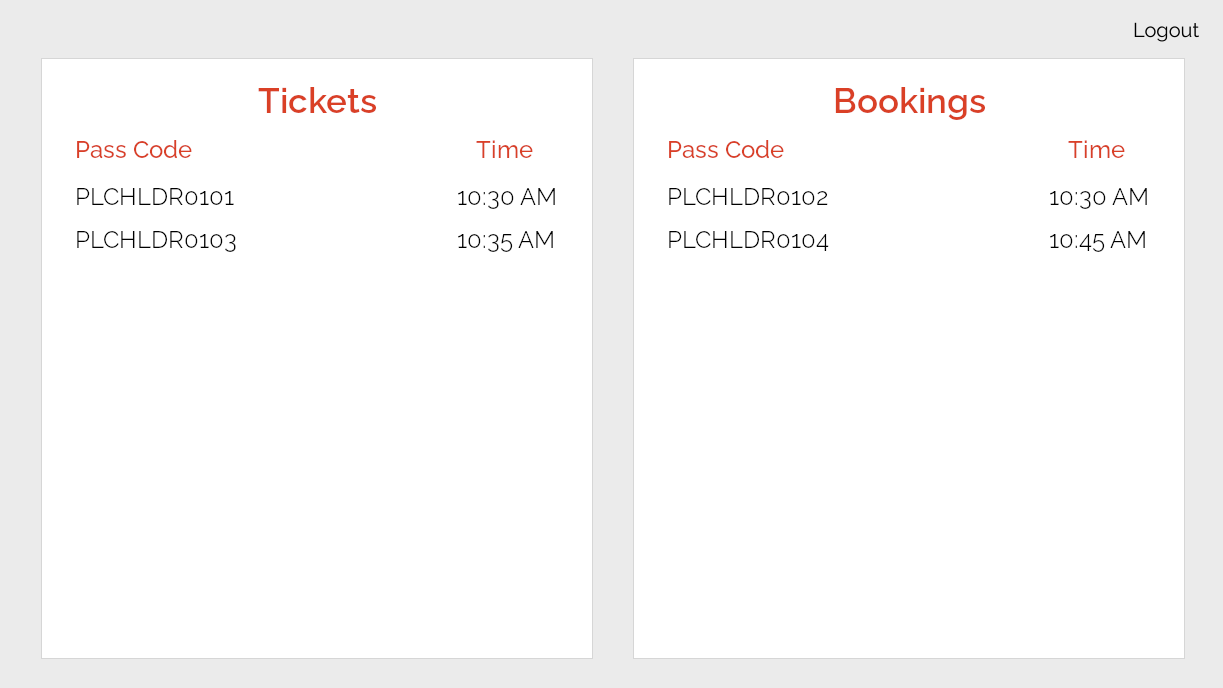 Logout
Tickets
Pass Code Time
PLCHLDR0101 10:30 AM
PLCHLDR0103 10:35 AM
Bookings
Pass Code Time
PLCHLDR0102 10:30 AM
PLCHLDR0104 10:45 AM